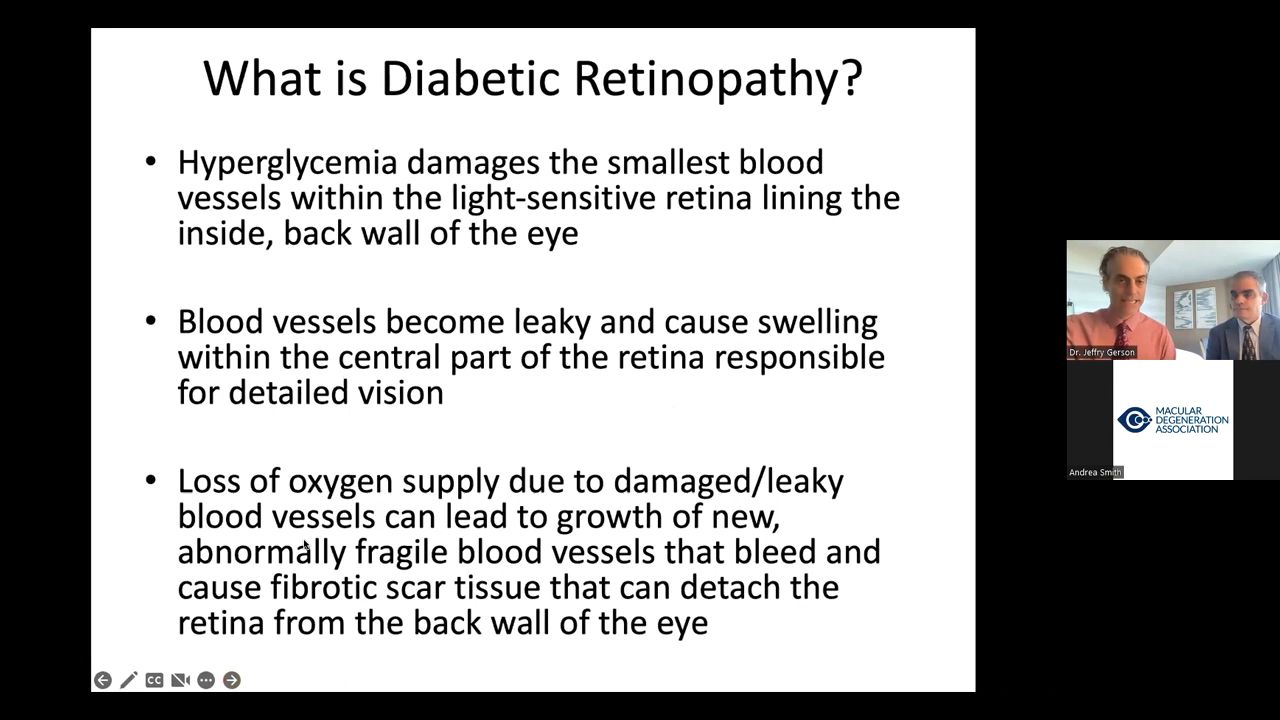 What is Diabetic Retinopathy?
• Hyperglycemia damages the smallest blood
vessels within the light-sensitive retina lining the
inside, back wall of the eye
• Blood vessels become leaky and cause swelling
within the central part of the retina responsible
for detailed vision
• Loss of oxygen supply due to damaged/leaky
blood vessels can lead to growth of new,
abnormally fragile blood vessels that bleed and
cause fibrotic scar tissue that can detach the
retina from the back wall of the eye
CC
Dr. Jeffry Gerson
MACULAR
DEGENERATION
ASSOCIATION
Andrea Smith